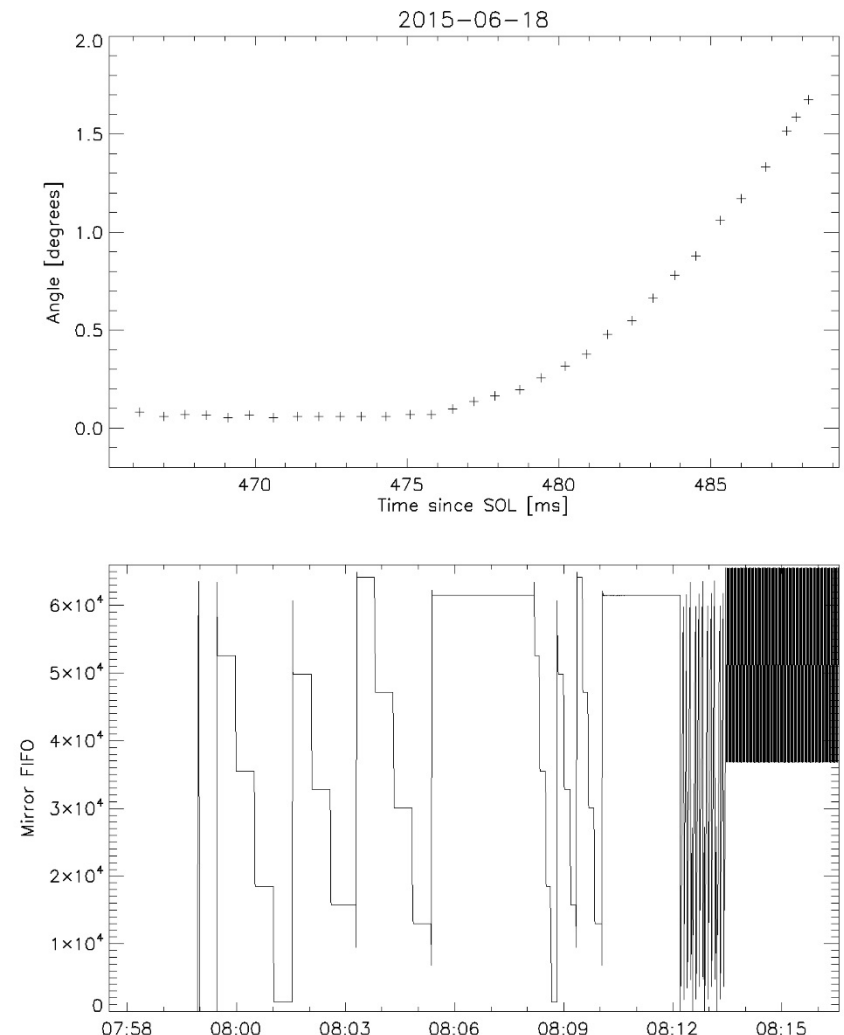 2015-06-18
2.0
1.5
1.0
0.5
0.0
Angle [degrees]
470 475 480 485
Time since SOL [ms]
6×10⁴
5×10⁴
4×10⁴
3×10⁴
2×10⁴
1×10⁴
0
Mirror FIFO
07:58 08:00 08:03 08:06 08:09 08:12 08:15